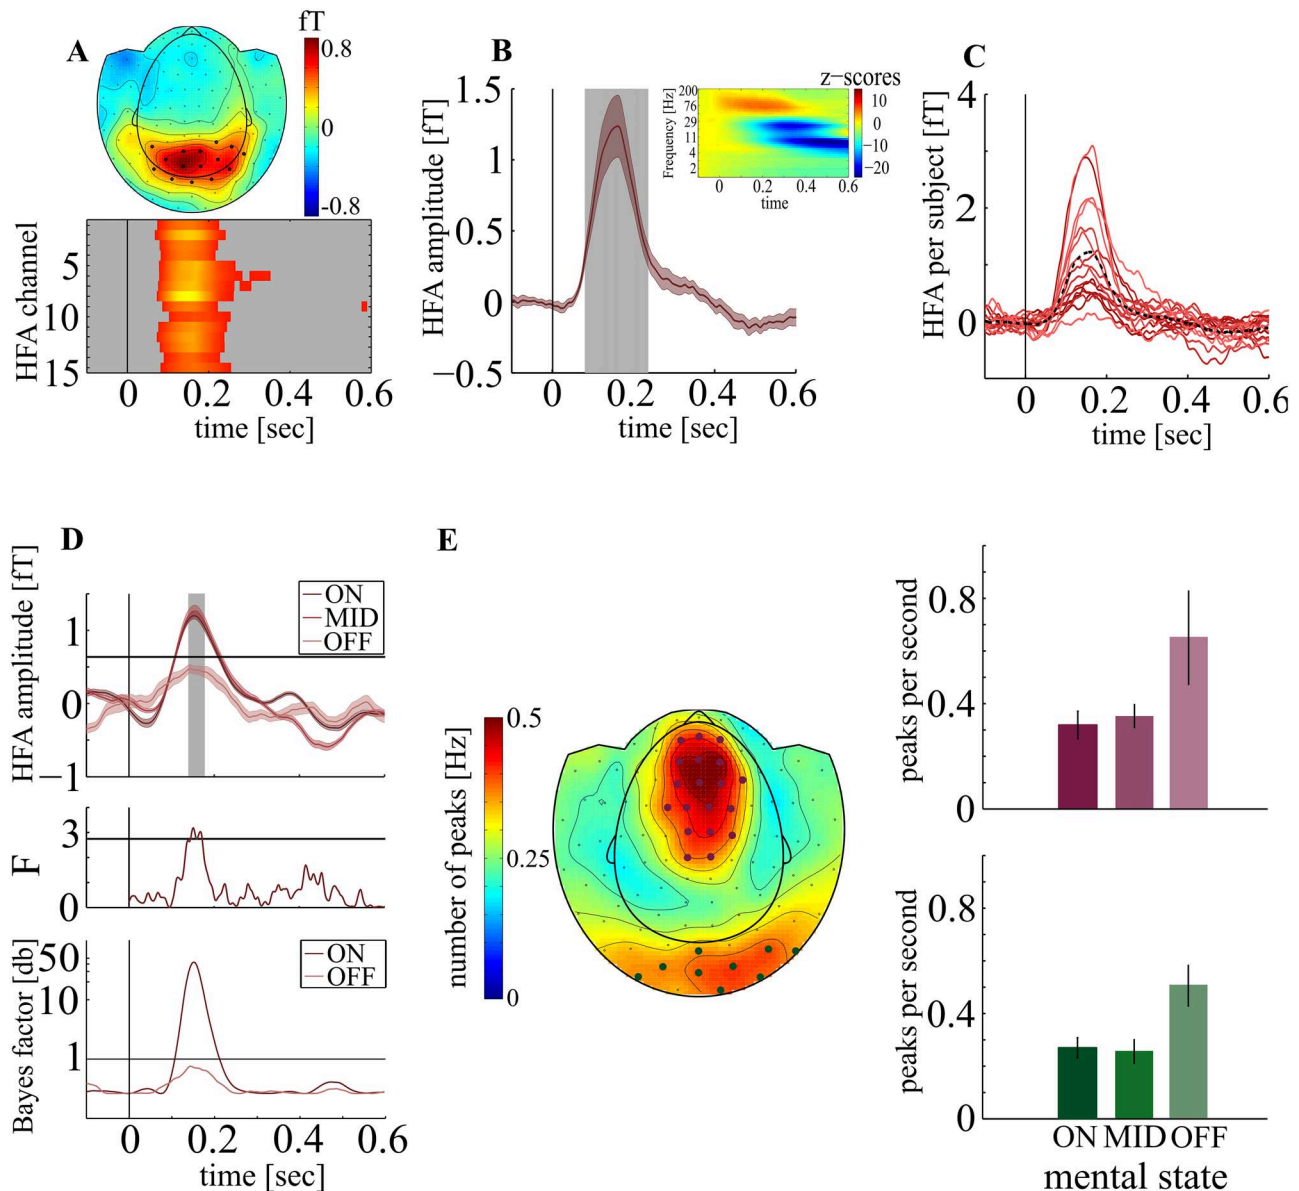 A
fT
0.8
0
-0.8
HFA channel
5
10
15
0
0.2
0.4
0.6
time [sec]
B
HFA amplitude [fT]
1.5
1
0.5
0
−0.5
0
0.2
0.4
0.6
time [sec]
z−scores
Frequency [Hz]
200
76
29
11
4
2
0
0.2
0.4
0.6
time
10
0
−10
−20
C
HFA per subject [fT]
4
2
0
0
0.2
0.4
0.6
time [sec]
D
HFA amplitude [fT]
1
0
−1
ON
MID
OFF
F
3
0
Bayes factor [db]
50
10
1
ON
OFF
0
0.2
0.4
0.6
time [sec]
E
number of peaks [Hz]
0.5
0.25
0
peaks per second
0.8
0.4
0
peaks per second
0.8
0.4
0
ON MID OFF
mental state